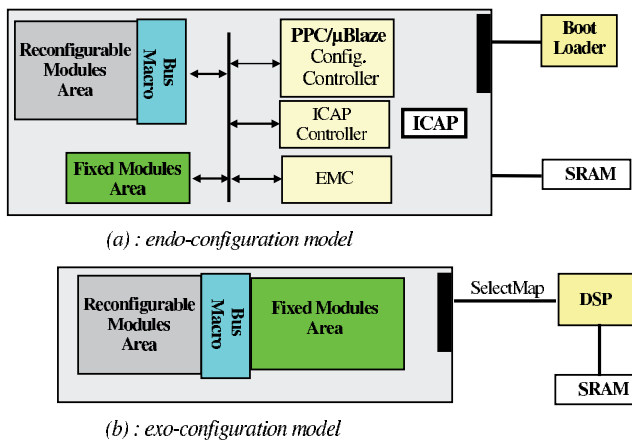 Reconfigurable
Modules
Area
Bus
Macro
PPC/µBlaze
Config.
Controller
ICAP
Controller
ICAP
Fixed Modules
Area
EMC
Boot
Loader
SRAM
(a) : endo-configuration model
Reconfigurable
Modules
Area
Bus
Macro
Fixed Modules
Area
SelectMap
DSP
SRAM
(b) : exo-configuration model